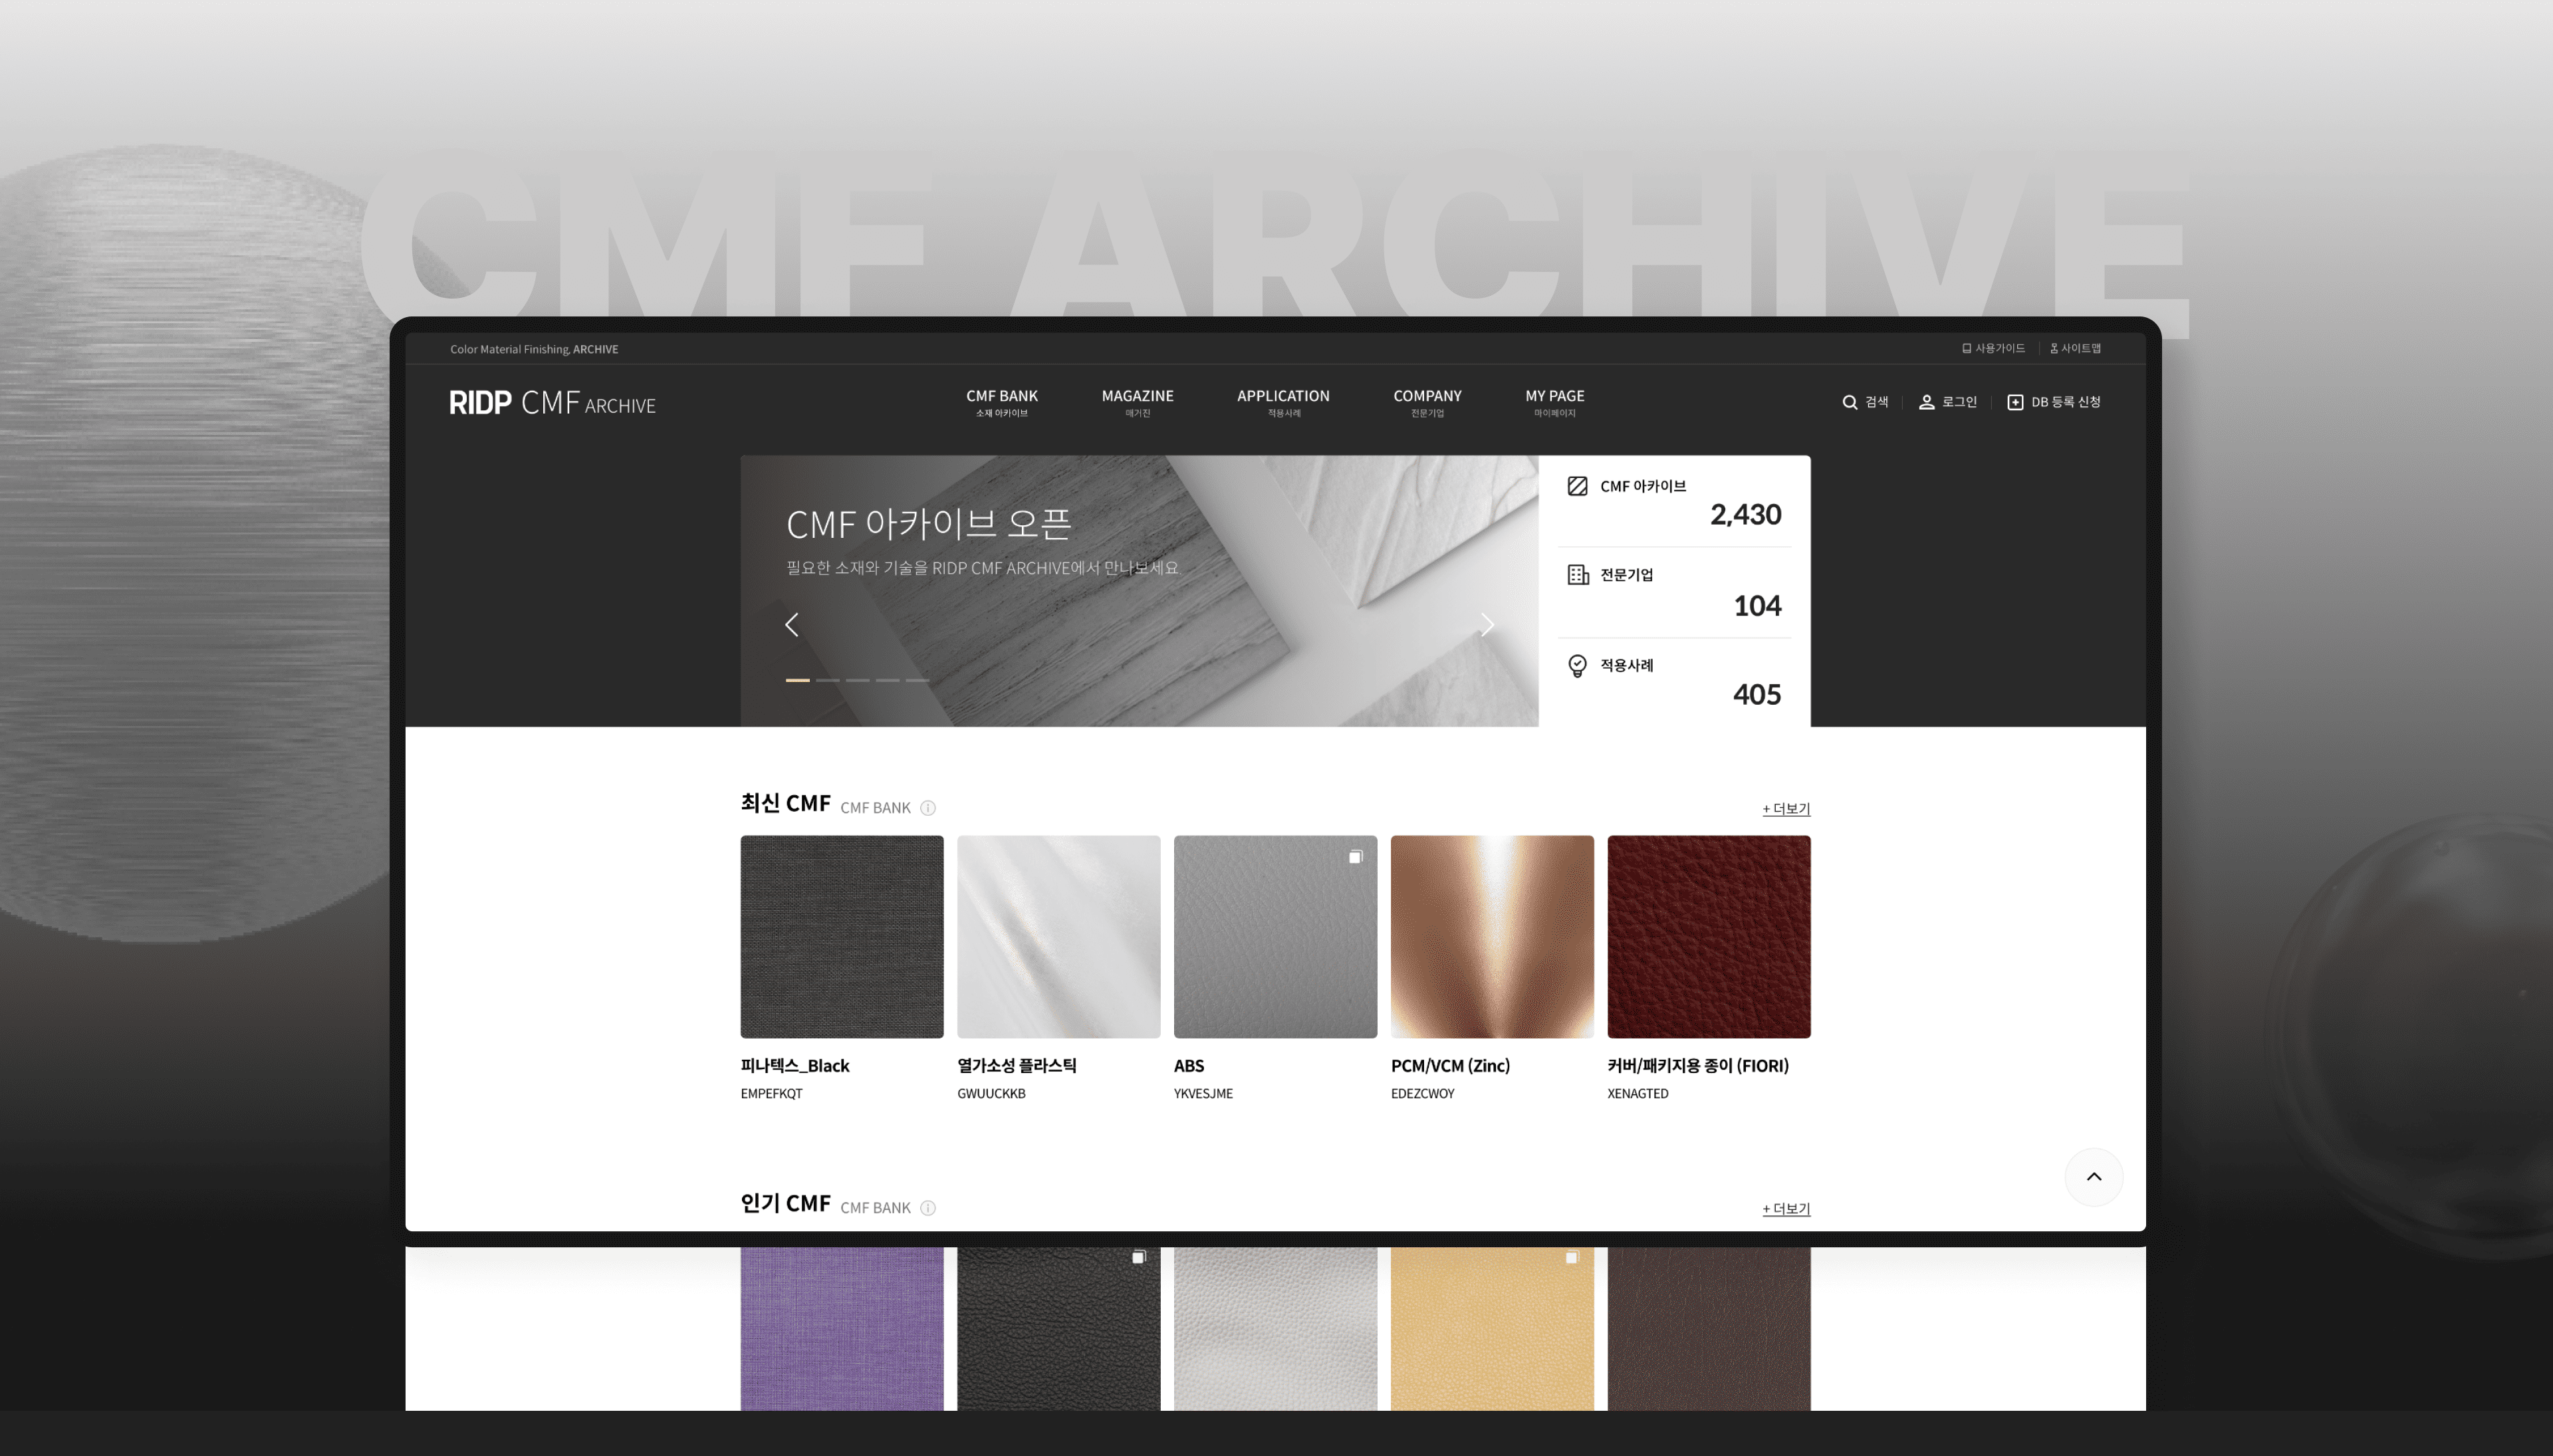 CMF ARCHIVE
Color Material Finishing, ARCHIVE
사용가이드
사이트맵
RIDP CMF ARCHIVE
CMF BANK
소재 아카이브
MAGAZINE
매거진
APPLICATION
적용사례
COMPANY
전문기업
MY PAGE
마이페이지
검색
로그인
DB 등록 신청
CMF 아카이브 오픈
필요한 소재와 기술을 RIDP CMF ARCHIVE에서 만나보세요.
CMF 아카이브
2,430
전문기업
104
적용사례
405
최신 CMF CMF BANK
+ 더보기
피나텍스_Black
EMPEFKQT
열가소성 플라스틱
GWUUCKKB
ABS
YKVESJME
PCM/VCM (Zinc)
EDEZCWOY
커버/패키지용 종이 (FIORI)
XENAGTED
인기 CMF CMF BANK
+ 더보기